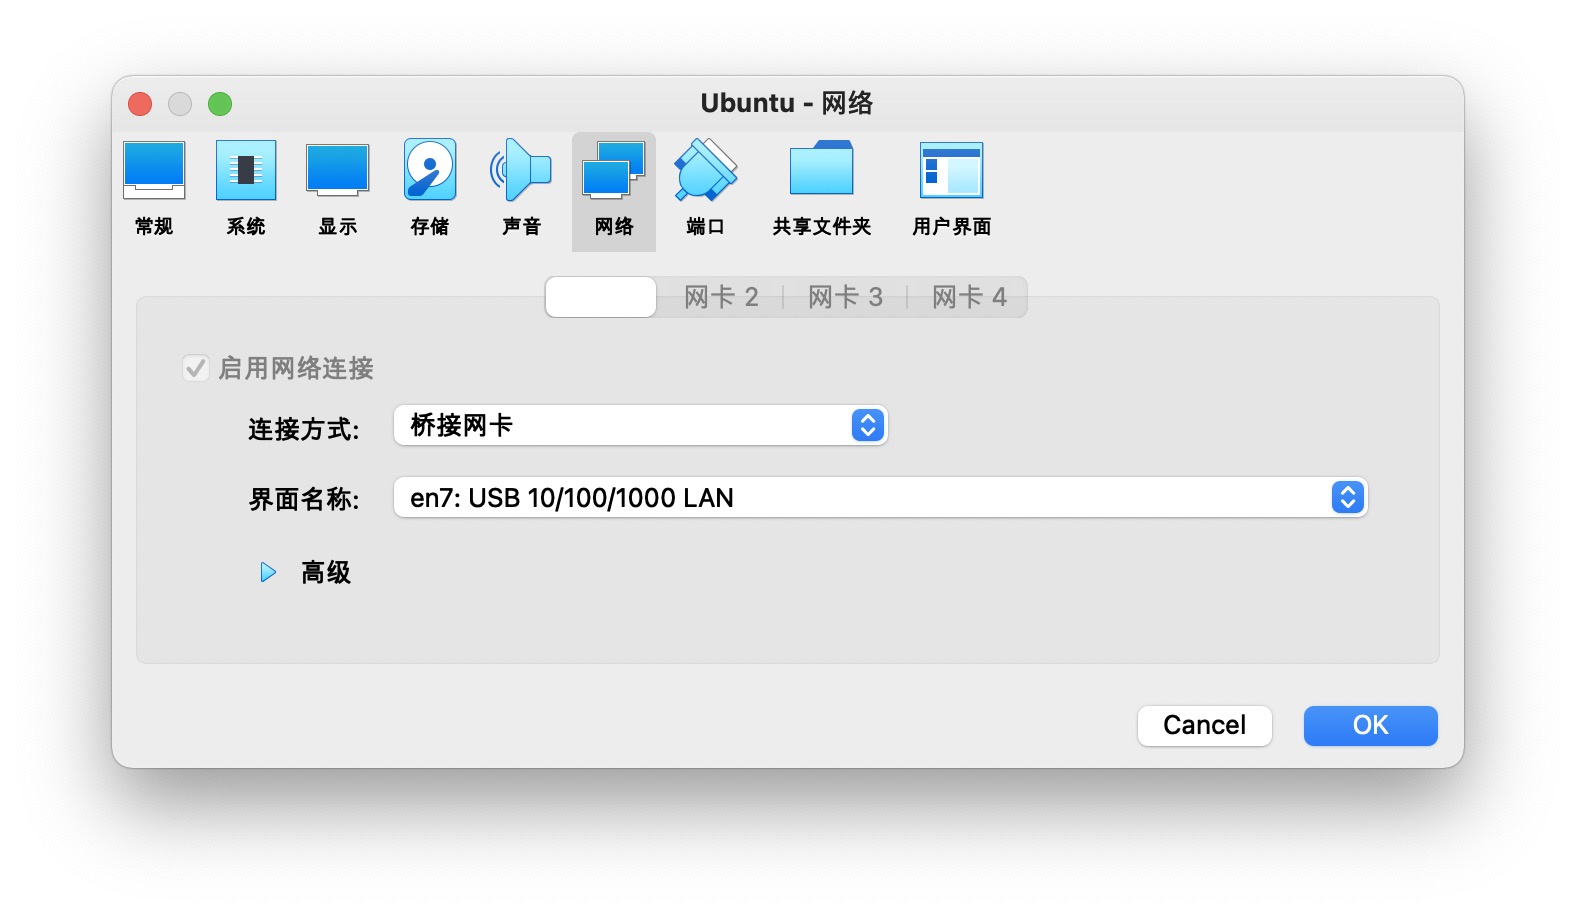 Ubuntu - 网络
常规 系统 显示 存储 声音 网络 端口 共享文件夹 用户界面
网卡 2 网卡 3 网卡 4
启用网络连接
连接方式: 桥接网卡
界面名称: en7: USB 10/100/1000 LAN
高级
Cancel OK